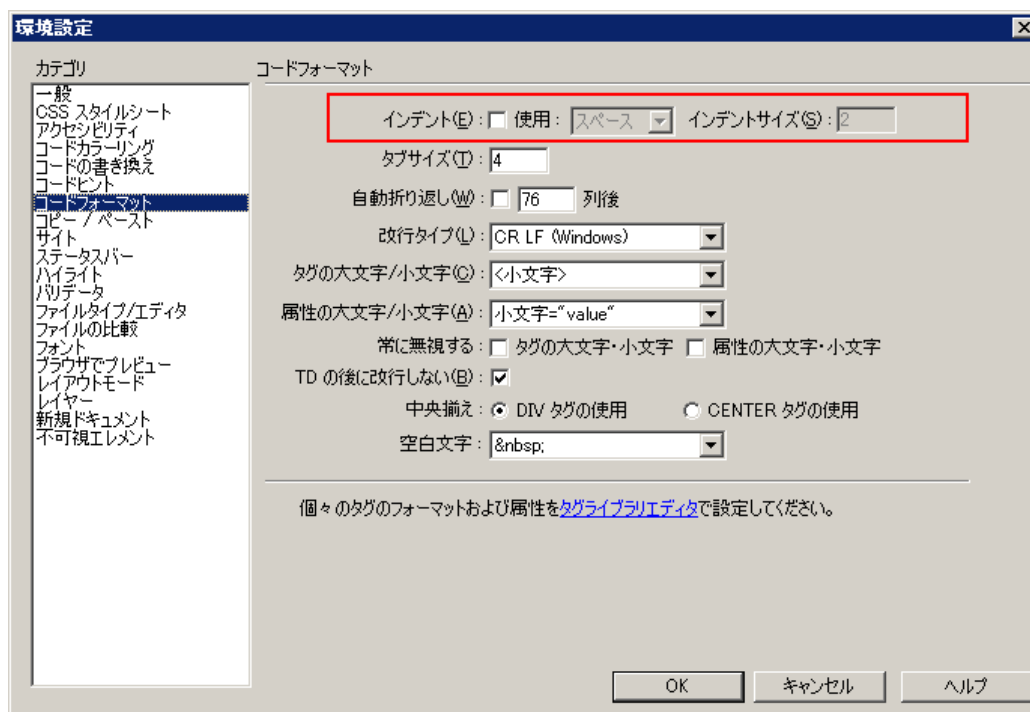 環境設定
カテゴリ
一般
CSS スタイルシート
アクセシビリティ
コードカラーリング
コードの書き換え
コードヒント
コードフォーマット
コピー / ペースト
サイト
ステータスバー
ハイライト
バリデータ
ファイルタイプ/エディタ
ファイルの比較
フォント
ブラウザでプレビュー
レイアウトモード
レイヤー
新規ドキュメント
不可視エレメント
コードフォーマット
インデント(E) : 使用 : スペース インデントサイズ(S) : 2
タブサイズ(T) : 4
自動折り返し(W) : 76 列後
改行タイプ(L) : CR LF (Windows)
タグの大文字/小文字(C) : <小文字>
属性の大文字/小文字(A) : 小文字="value"
常に無視する : タグの大文字・小文字 属性の大文字・小文字
TD の後に改行しない(B) :
中央揃え : DIV タグの使用 CENTER タグの使用
空白文字 : &nbsp;
個々のタグのフォーマットおよび属性をタグライブラリエディタで設定してください。
OK キャンセル ヘルプ